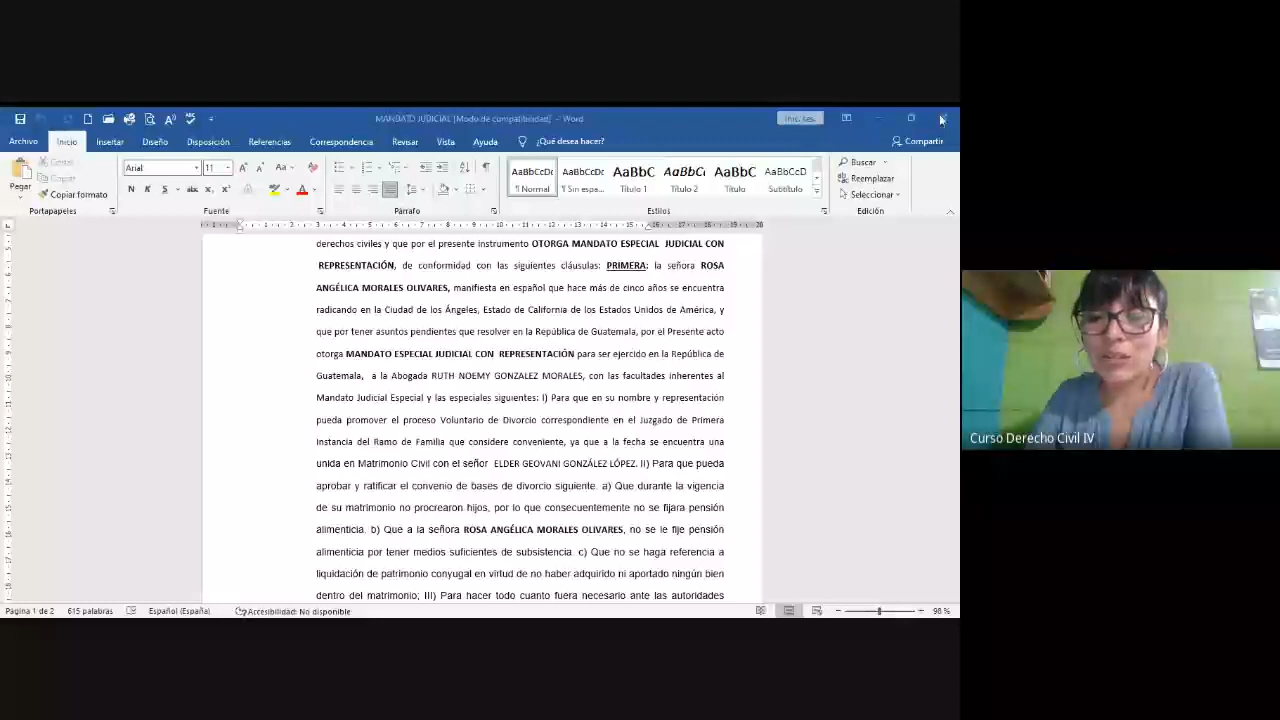 MANDATO JUDICIAL [Modo de compatibilidad] - Word
Inic. ses.
Archivo Inicio Insertar Diseño Disposición Referencias Correspondencia Revisar Vista Ayuda ¿Qué desea hacer? Compartir
Pegar
Cortar
Copiar
Copiar formato
Portapapeles
Arial 11
Fuente
Párrafo
AaBbCcDc AaBbCcDc AaBbC AaBbCc AaBbC AaBbCcD
¶ Normal ¶ Sin espa... Título 1 Título 2 Título Subtítulo
Estilos
Buscar
Reemplazar
Seleccionar
Edición
derechos civiles y que por el presente instrumento OTORGA MANDATO ESPECIAL JUDICIAL CON
REPRESENTACIÓN, de conformidad con las siguientes cláusulas: PRIMERA: la señora ROSA
ANGÉLICA MORALES OLIVARES, manifiesta en español que hace más de cinco años se encuentra
radicando en la Ciudad de los Ángeles, Estado de California de los Estados Unidos de América, y
que por tener asuntos pendientes que resolver en la República de Guatemala, por el Presente acto
otorga MANDATO ESPECIAL JUDICIAL CON REPRESENTACIÓN para ser ejercido en la República de
Guatemala, a la Abogada RUTH NOEMY GONZALEZ MORALES, con las facultades inherentes al
Mandato Judicial Especial y las especiales siguientes: I) Para que en su nombre y representación
pueda promover el proceso Voluntario de Divorcio correspondiente en el Juzgado de Primera
Instancia del Ramo de Familia que considere conveniente, ya que a la fecha se encuentra una
unida en Matrimonio Civil con el señor ELDER GEOVANI GONZÁLEZ LÓPEZ. II) Para que pueda
aprobar y ratificar el convenio de bases de divorcio siguiente. a) Que durante la vigencia
de su matrimonio no procrearon hijos, por lo que consecuentemente no se fijara pensión
alimenticia. b) Que a la señora ROSA ANGÉLICA MORALES OLIVARES, no se le fije pensión
alimenticia por tener medios suficientes de subsistencia. c) Que no se haga referencia a
liquidación de patrimonio conyugal en virtud de no haber adquirido ni aportado ningún bien
dentro del matrimonio; III) Para hacer todo cuanto fuera necesario ante las autoridades
Página 1 de 2 615 palabras Español (España) Accesibilidad: No disponible 98 %
Curso Derecho Civil IV